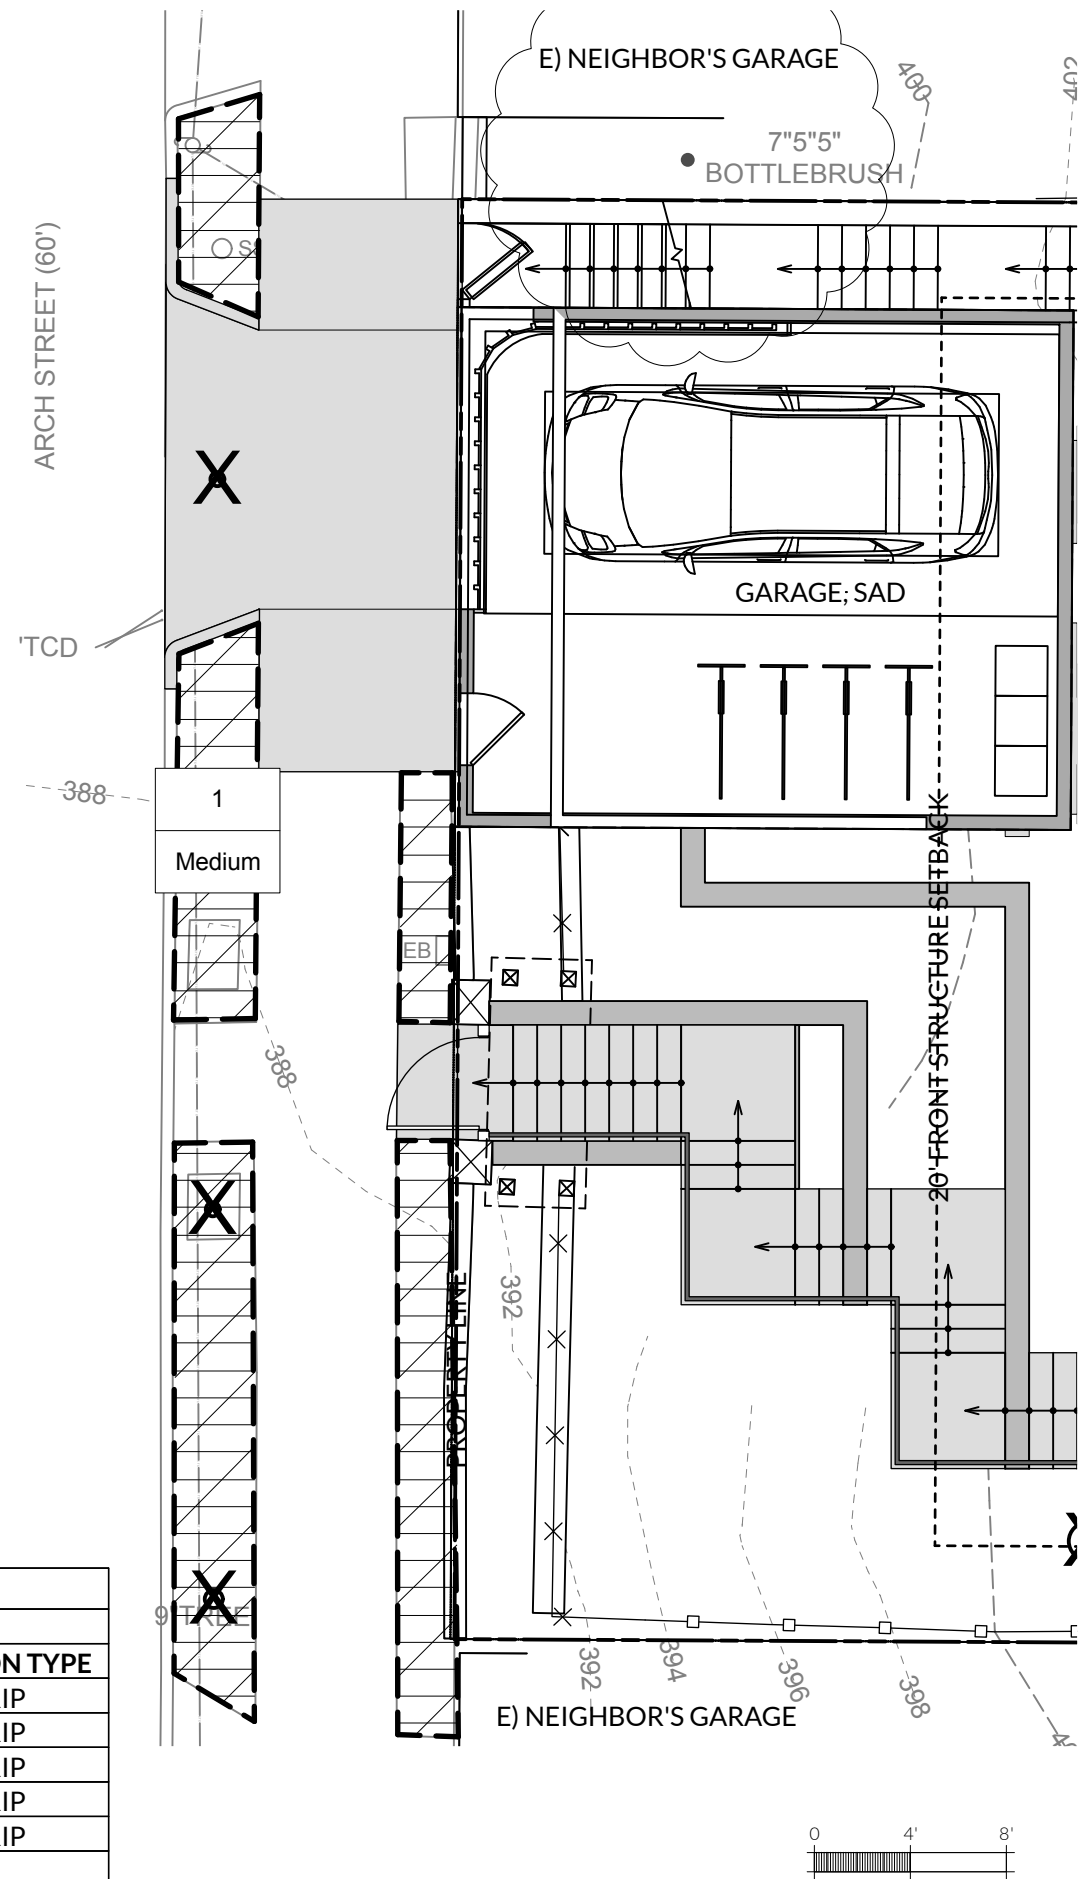 E) NEIGHBOR'S GARAGE
400
402
7"5"5"
BOTTLEBRUSH
ARCH STREET (60')
GARAGE; SAD
'TCD
388
1
Medium
20' FRONT STRUCTURE SETBACK
EB
388
392
PROPERTY LINE
9" TREE
392
394
396
398
E) NEIGHBOR'S GARAGE
ON TYPE
IP
IP
IP
IP
IP
0 4' 8'